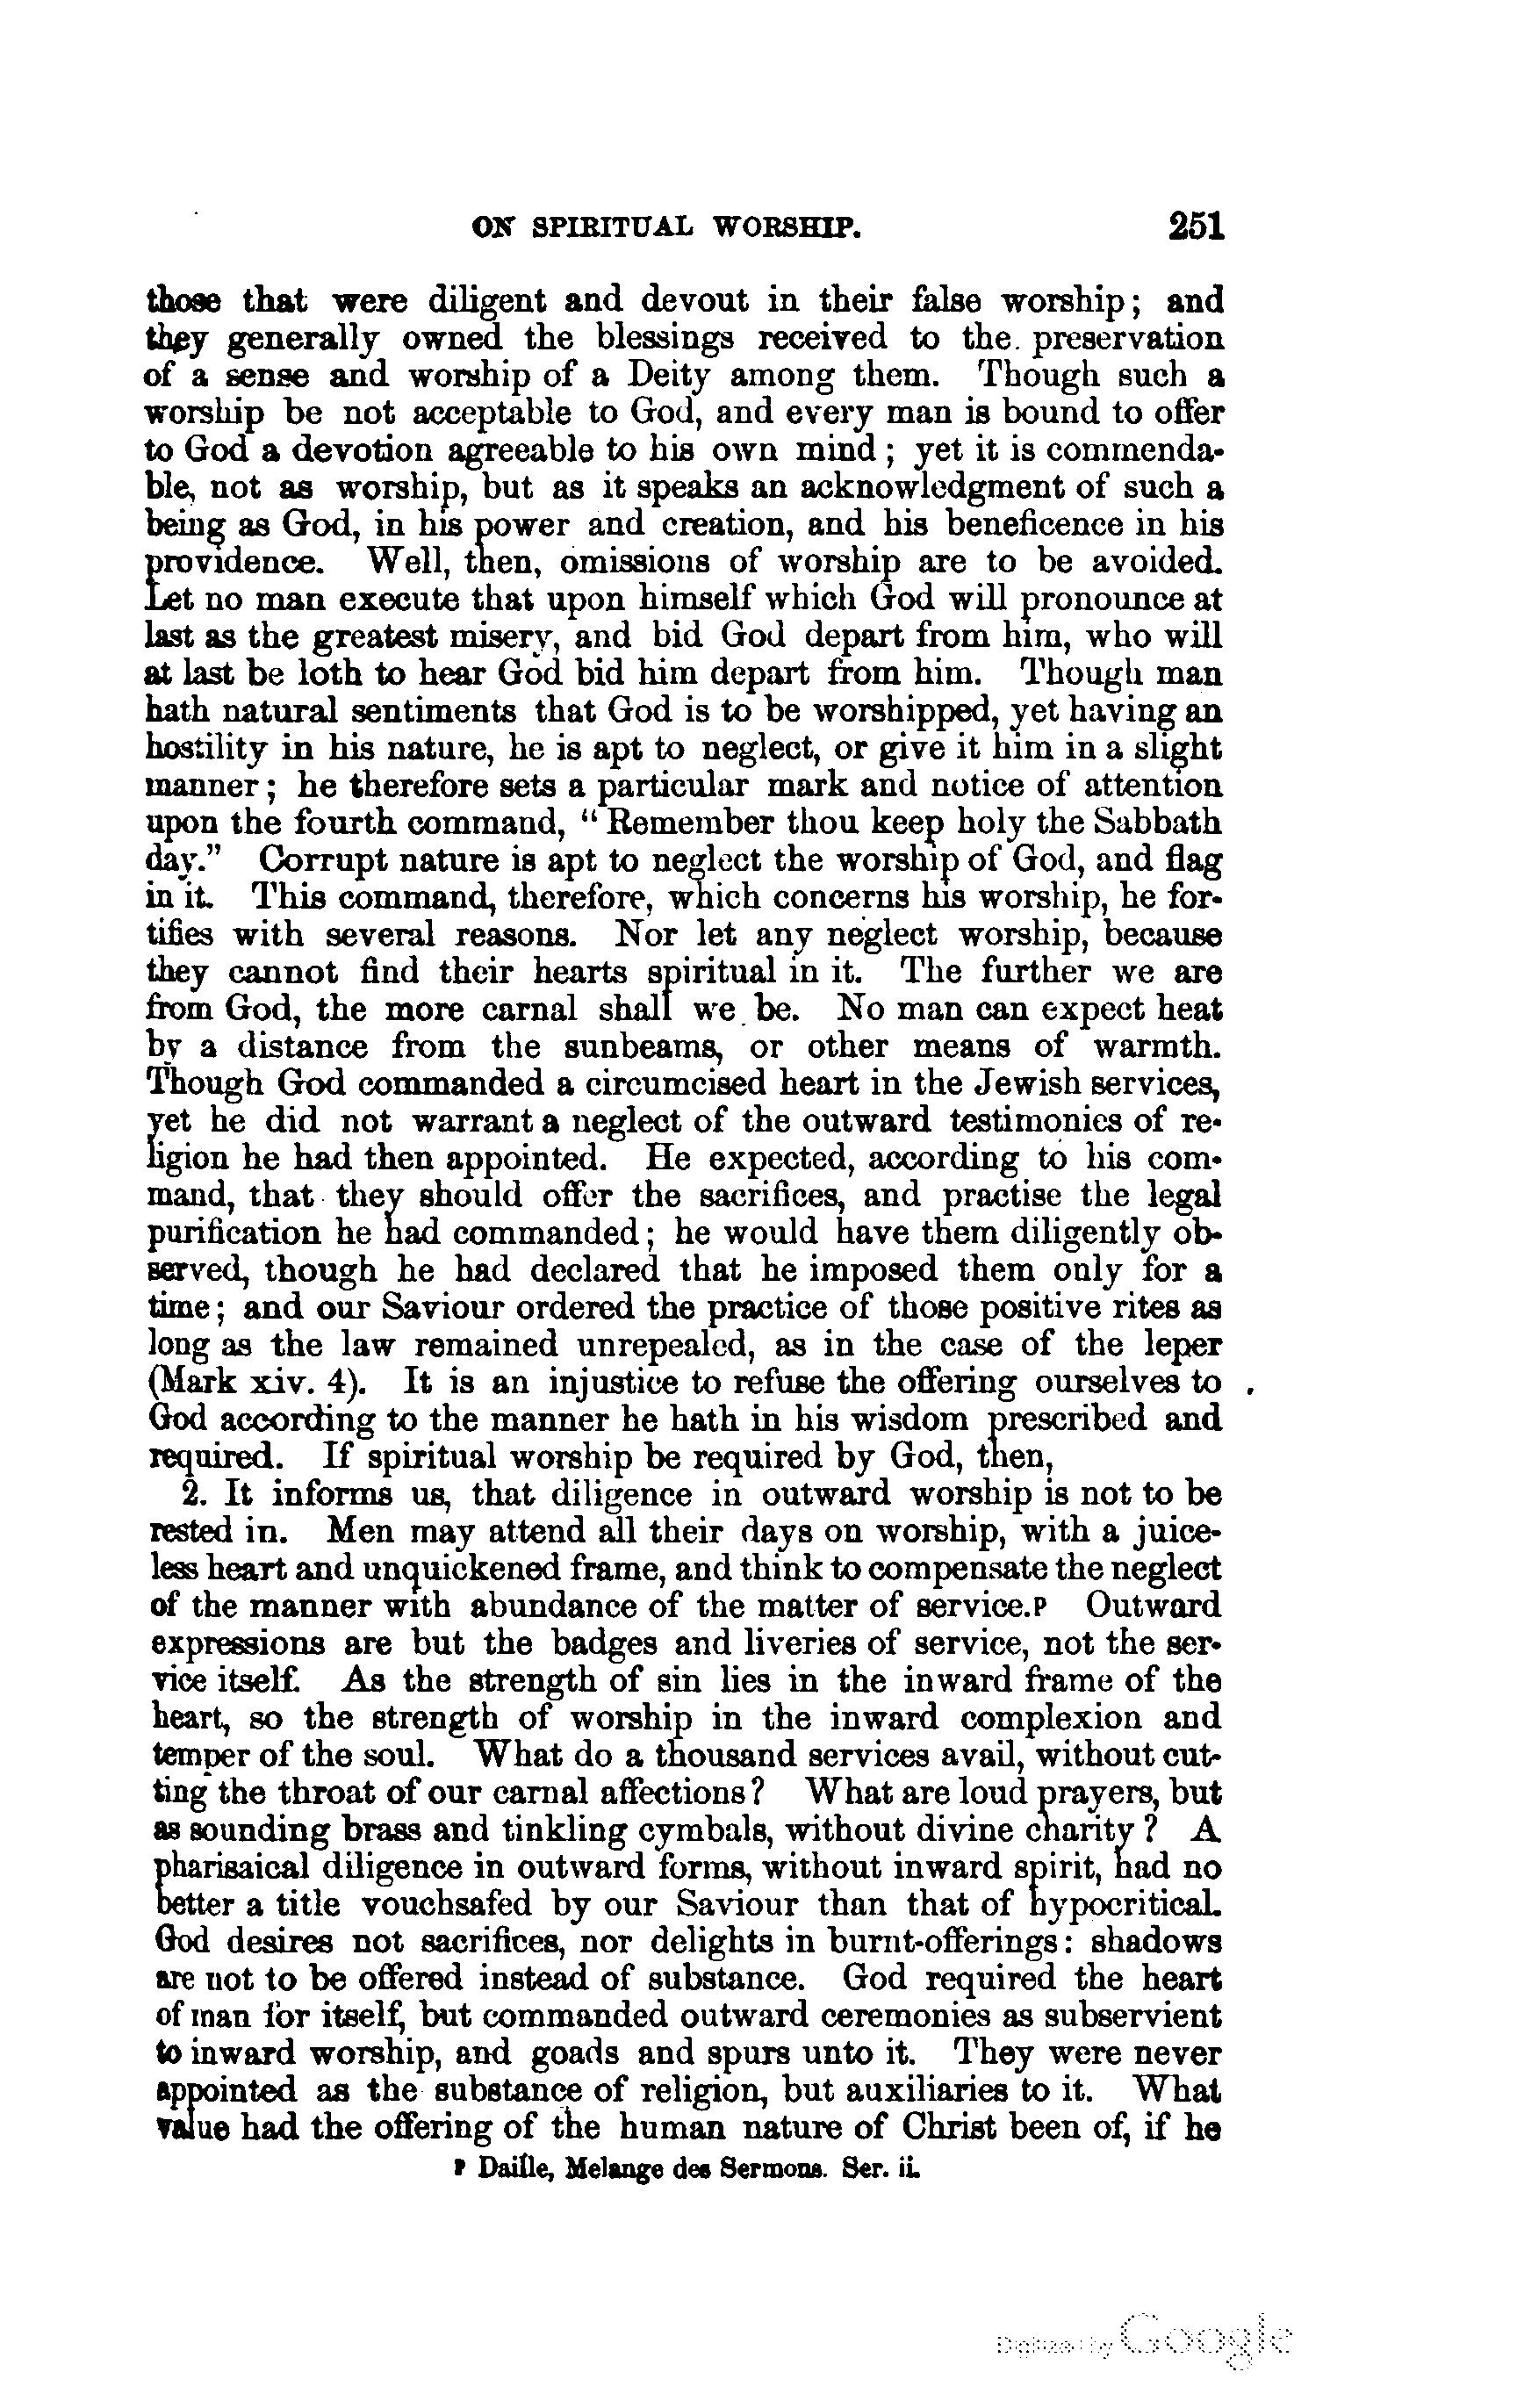 ON SPIRITUAL WORSHIP. 251
those that were diligent and devout in their false worship; and
they generally owned the blessings received to the preservation
of a sense and worship of a Deity among them. Though such a
worship be not acceptable to God, and every man is bound to offer
to God a devotion agreeable to his own mind; yet it is commenda-
ble, not as worship, but as it speaks an acknowledgment of such a
being as God, in his power and creation, and his beneficence in his
providence. Well, then, omissions of worship are to be avoided.
Let no man execute that upon himself which God will pronounce at
last as the greatest misery, and bid God depart from him, who will
at last be loth to hear God bid him depart from him. Though man
hath natural sentiments that God is to be worshipped, yet having an
hostility in his nature, he is apt to neglect, or give it him in a slight
manner; he therefore sets a particular mark and notice of attention
upon the fourth command, "Remember thou keep holy the Sabbath
day." Corrupt nature is apt to neglect the worship of God, and flag
in it. This command, therefore, which concerns his worship, he for-
tifies with several reasons. Nor let any neglect worship, because
they cannot find their hearts spiritual in it. The further we are
from God, the more carnal shall we be. No man can expect heat
by a distance from the sunbeams, or other means of warmth.
Though God commanded a circumcised heart in the Jewish services,
yet he did not warrant a neglect of the outward testimonies of re-
ligion he had then appointed. He expected, according to his com-
mand, that they should offer the sacrifices, and practise the legal
purification he had commanded; he would have them diligently ob-
served, though he had declared that he imposed them only for a
time; and our Saviour ordered the practice of those positive rites as
long as the law remained unrepealed, as in the case of the leper
(Mark xiv. 4). It is an injustice to refuse the offering ourselves to
God according to the manner he hath in his wisdom prescribed and
required. If spiritual worship be required by God, then,
2. It informs us, that diligence in outward worship is not to be
rested in. Men may attend all their days on worship, with a juice-
less heart and unquickened frame, and think to compensate the neglect
of the manner with abundance of the matter of service.p Outward
expressions are but the badges and liveries of service, not the ser-
vice itself. As the strength of sin lies in the inward frame of the
heart, so the strength of worship in the inward complexion and
temper of the soul. What do a thousand services avail, without cut-
ting the throat of our carnal affections? What are loud prayers, but
as sounding brass and tinkling cymbals, without divine charity? A
pharisaical diligence in outward forms, without inward spirit, had no
better a title vouchsafed by our Saviour than that of hypocritical.
God desires not sacrifices, nor delights in burnt-offerings: shadows
are not to be offered instead of substance. God required the heart
of man for itself, but commanded outward ceremonies as subservient
to inward worship, and goads and spurs unto it. They were never
appointed as the substance of religion, but auxiliaries to it. What
value had the offering of the human nature of Christ been of, if he
p Daille, Melange des Sermons. Ser. ii.
Digitized by Google